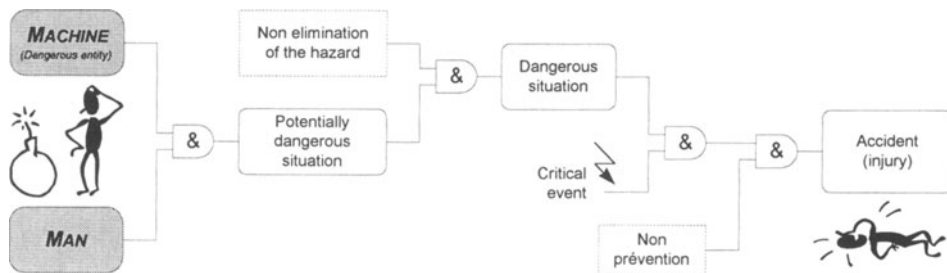 MACHINE
(Dangerous entity)
Non elimination
of the hazard
&
Dangerous
situation
&
Potentially
dangerous
situation
&
&
Accident
(injury)
Critical
event
MAN
Non
prévention